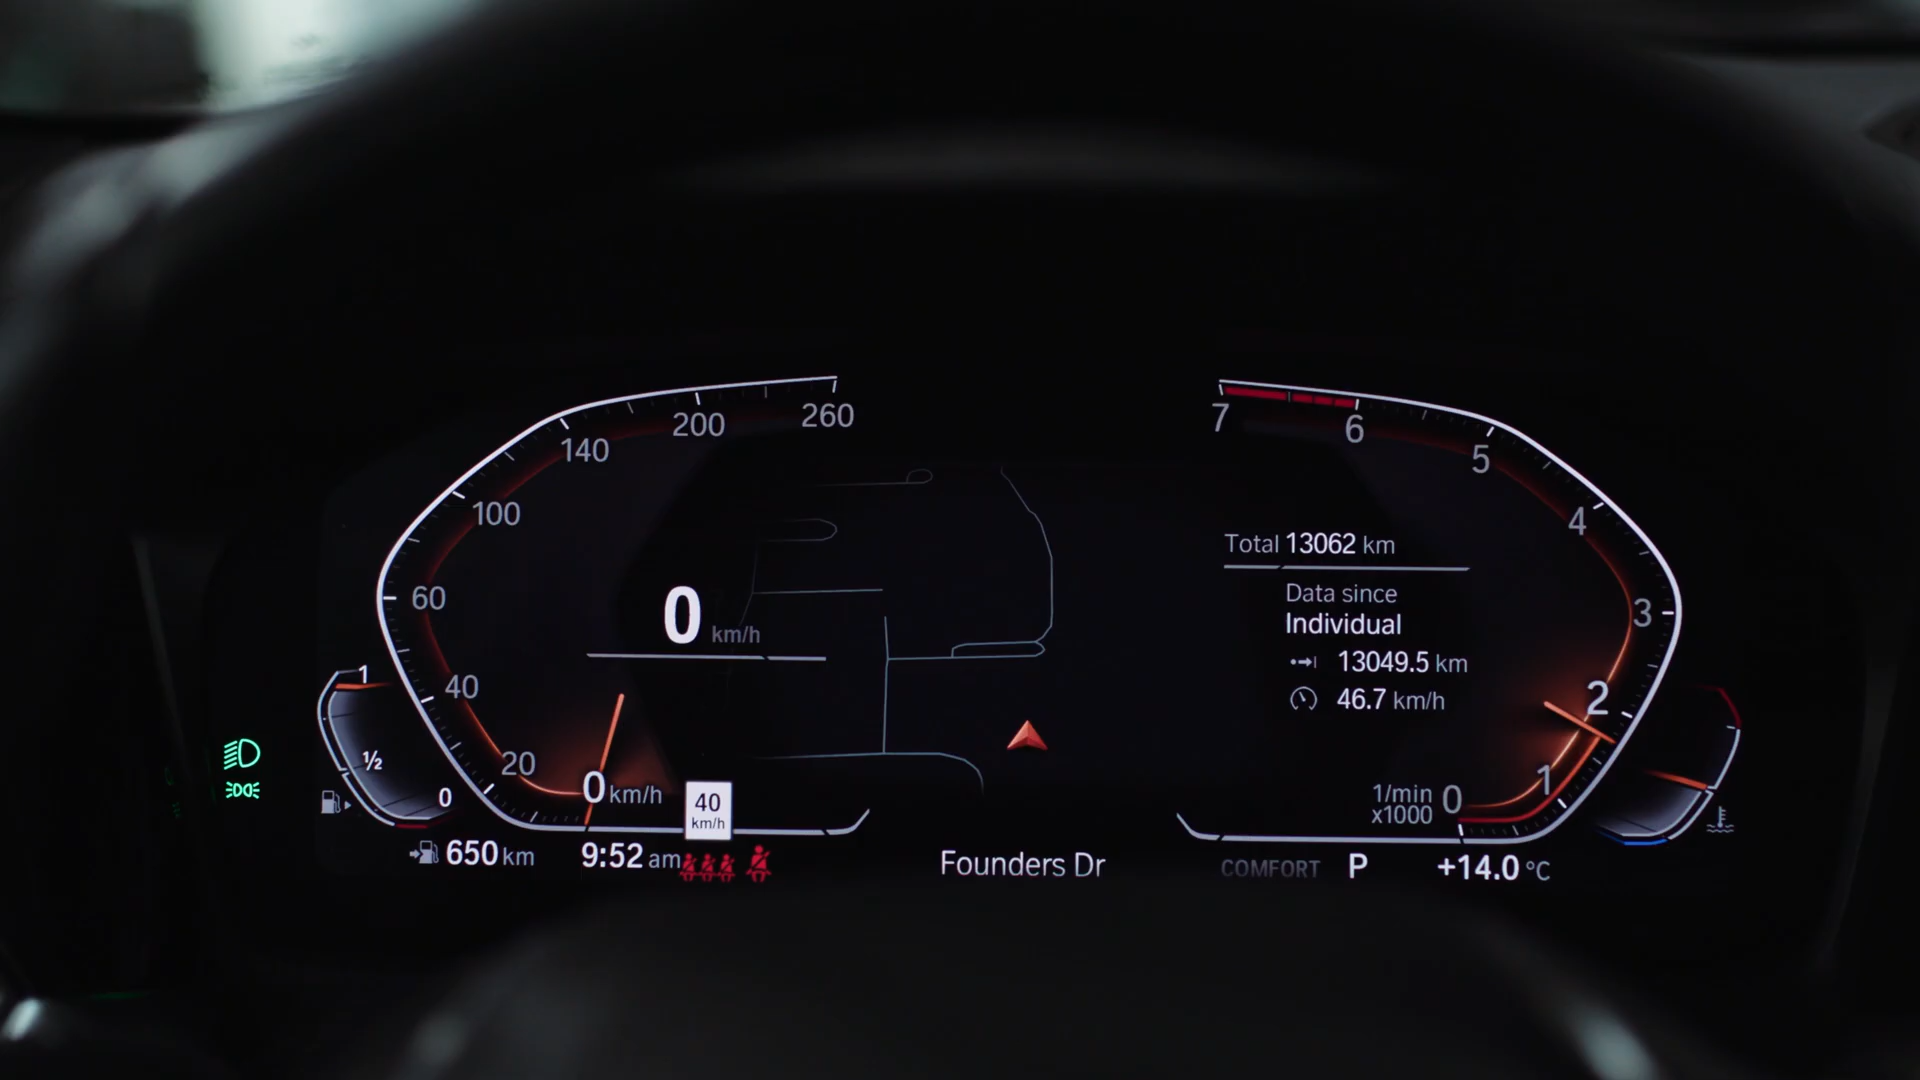 260
200
140
100
60
40
20
0 km/h
0 km/h
40
km/h
1
1/2
0
650 km
9:52 am
Founders Dr
7
6
5
4
3
2
1
0
1/min
x1000
Total 13062 km
Data since
Individual
13049.5 km
46.7 km/h
COMFORT P +14.0 °C